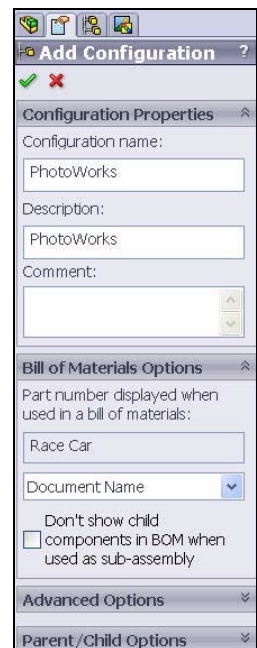 Add Configuration ?
Configuration Properties
Configuration name:
PhotoWorks
Description:
PhotoWorks
Comment:
Bill of Materials Options
Part number displayed when
used in a bill of materials:
Race Car
Document Name
Don't show child
components in BOM when
used as sub-assembly
Advanced Options
Parent/Child Options